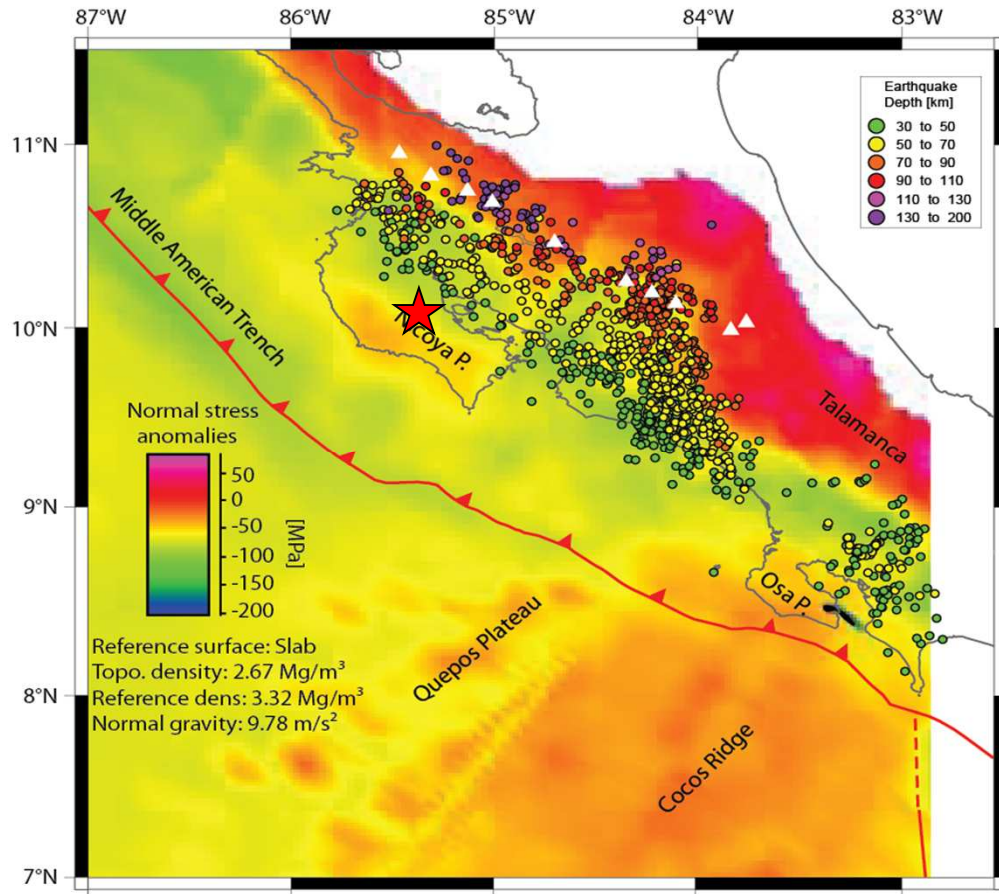 87°W
86°W
85°W
84°W
83°W
11°N
10°N
9°N
8°N
7°N
Earthquake
Depth [km]
30 to 50
50 to 70
70 to 90
90 to 110
110 to 130
130 to 200
Middle American Trench
P.
Talamanca
Normal stress
anomalies
50
0
-50
-100
-150
-200
[MPa]
Osa P.
Quepos Plateau
Cocos Ridge
Reference surface: Slab
Topo. density: 2.67 Mg/m³
Reference dens: 3.32 Mg/m³
Normal gravity: 9.78 m/s²